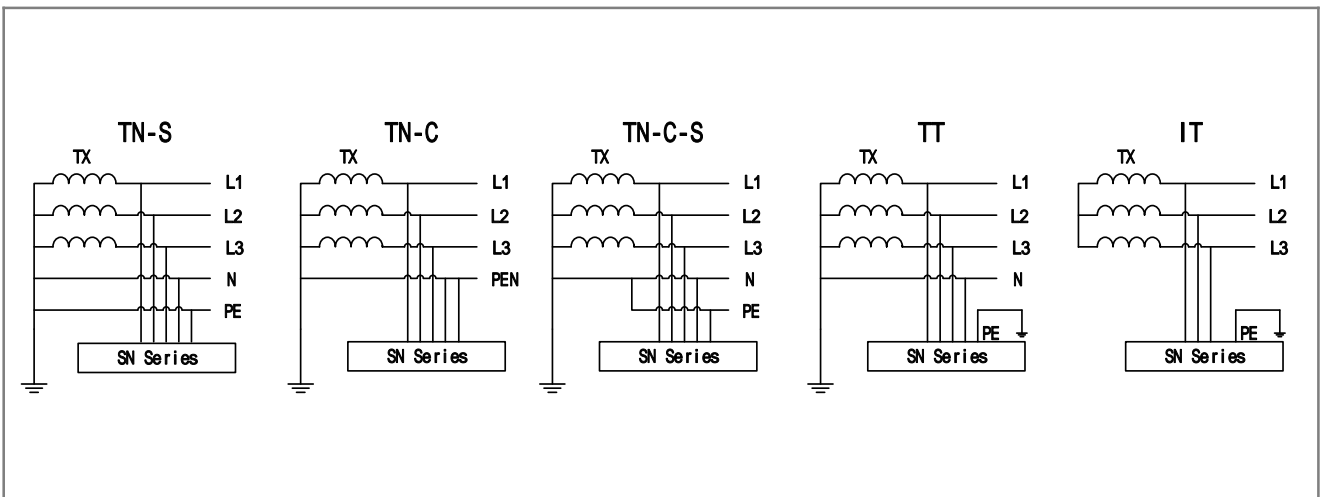 TN-S
TX
L1
L2
L3
N
PE
SN Series
TN-C
TX
L1
L2
L3
PEN
SN Series
TN-C-S
TX
L1
L2
L3
N
PE
SN Series
TT
TX
L1
L2
L3
N
PE
SN Series
IT
TX
L1
L2
L3
PE
SN Series